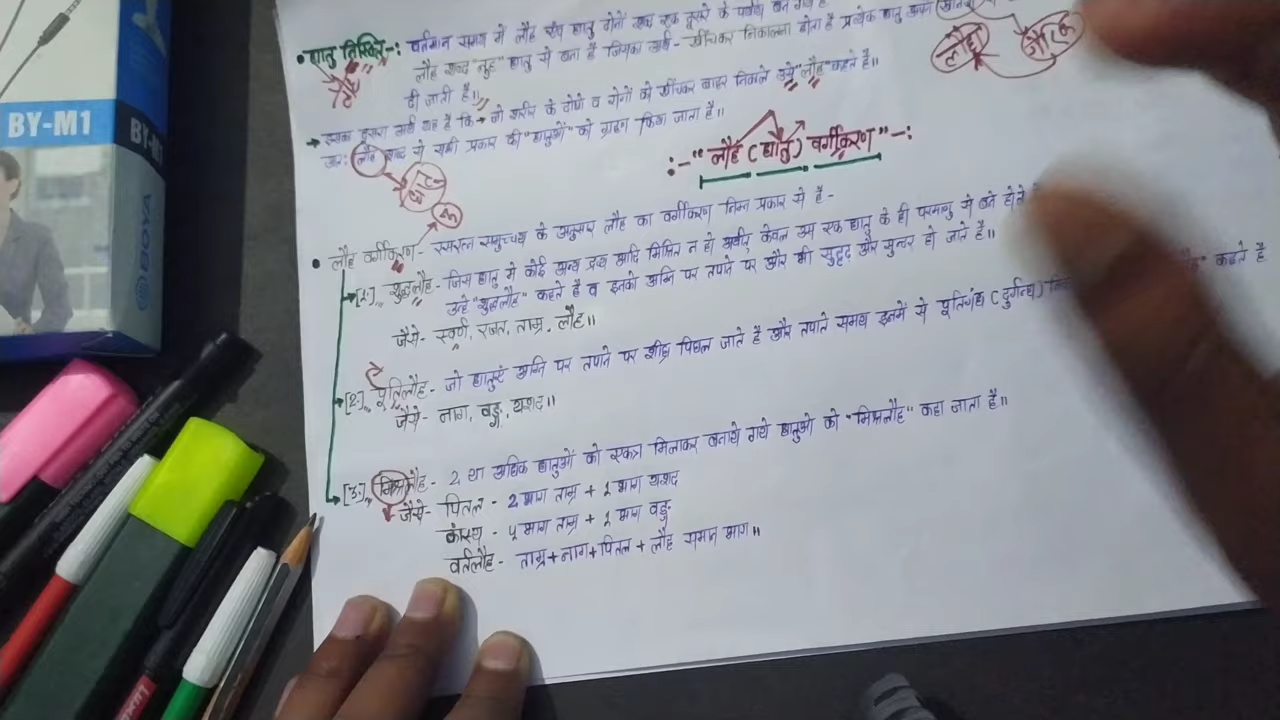 BY-M1
BOYA
• धातु निरुक्ति -: वर्तमान समय में लौह एवं धातु दोनों शब्द एक दूसरे के पर्याय बन गये है
लौह शब्द "लुह" धातु से बना है जिसका अर्थ - खींचकर निकालना होता है प्रत्येक धातु अपने
दी जाती है॥
→ इसका दूसरा अर्थ यह है कि → जो शरीर के दोषों व रोगों को खींचकर बाहर निकाले उसे "लौह" कहते है॥
अतः लौह शब्द से सभी प्रकार की "धातुओं" को ग्रहण किया जाता है॥
:-" लौह (धातु) वर्गीकरण "-:
• लौह वर्गीकरण - रसरत्न समुच्चय के अनुसार लौह का वर्गीकरण निम्न प्रकार से है -
[1.] शुद्धलौह - जिस धातु में कोई अन्य द्रव्य आदि मिश्रित न हो अर्थात् केवल उस एक धातु के ही परमाणु से बने होते
उन्हें "शुद्धलौह" कहते है व इनको अग्नि पर तपाने पर और भी सुदृढ और सुन्दर हो जाते है॥
जैसे - स्वर्ण, रजत, ताम्र, लौह॥
[2.] पूतिलौह - जो धातुएं अग्नि पर तपाने पर शीघ्र पिघल जाते है और तपाते समय इनमें से पूतिगंध (दुर्गन्ध) कहते है
जैसे - नाग, वङ्ग, यशद॥
[3.] मिश्रलौह - 2 या अधिक धातुओं को एकत्र मिलाकर बनाये गये धातुओं को "मिश्रलौह" कहा जाता है॥
जैसे - पितल - 2 भाग ताम्र + 1 भाग यशद
कांस्य - 4 भाग ताम्र + 1 भाग वङ्ग
वर्तलौह - ताम्र + नाग + पितल + लौह समान भाग॥